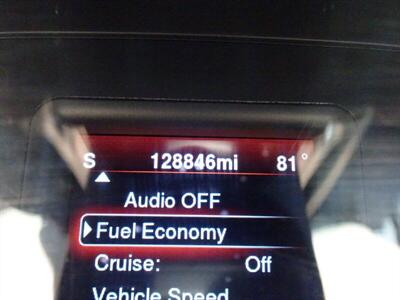 S 128846mi 81°
Audio OFF
Fuel Economy
Cruise: Off
Vehicle Speed